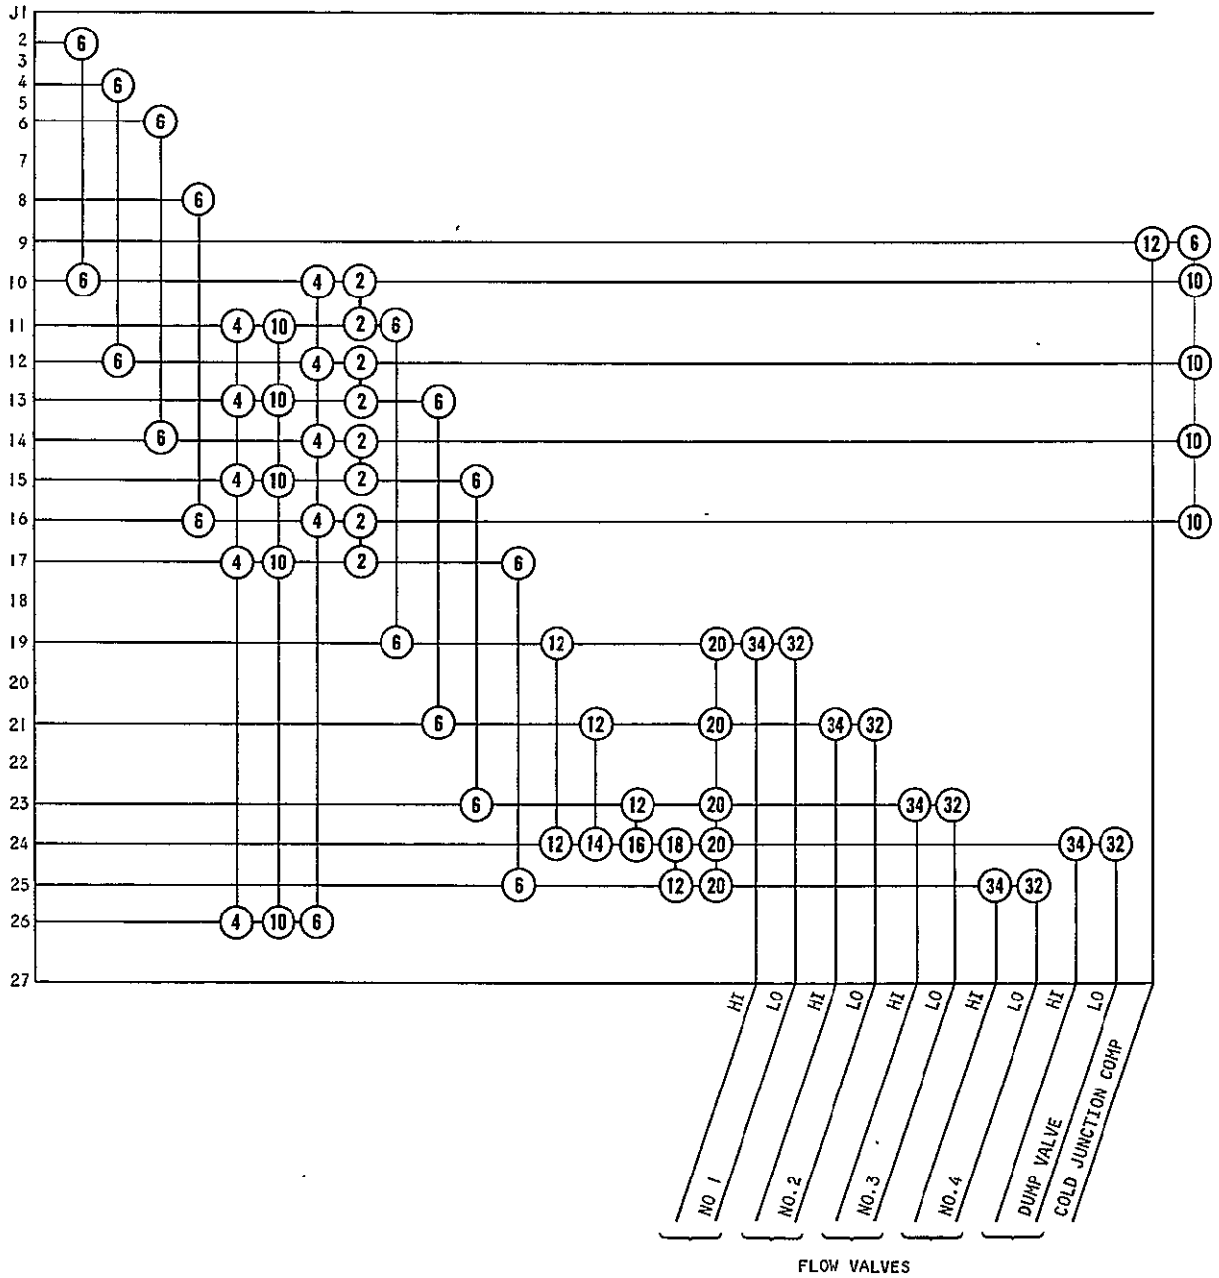 J1
2 6
3
4 6
5
6 6
7
8 6
9 12 6
10 6 4 2 10
11 4 10 2 6
12 6 4 2 10
13 4 10 2 6
14 6 4 2 10
15 4 10 2 6
16 6 4 2 10
17 4 10 2 6
18
19 6 12 20 34 32
20
21 6 12 20 34 32
22
23 6 12 20 34 32
24 12 14 16 18 20 34 32
25 6 12 20 34 32
26 4 10 6
27
HI LO HI LO HI LO HI LO HI LO
NO 1
NO.2
NO.3
NO.4
DUMP VALVE
COLD JUNCTION COMP
FLOW VALVES